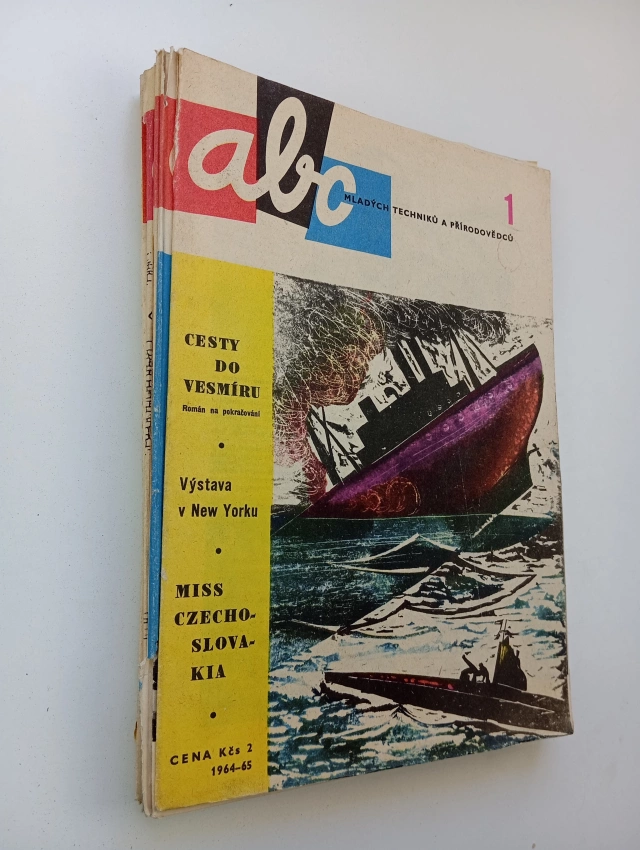 abc
MLADÝCH TECHNIKŮ A PŘÍRODOVĚDCŮ
1
CESTY
DO
VESMÍRU
Román na pokračování
•
Výstava
v New Yorku
•
MISS
CZECHO-
SLOVA-
KIA
•
CENA Kčs 2
1964–65